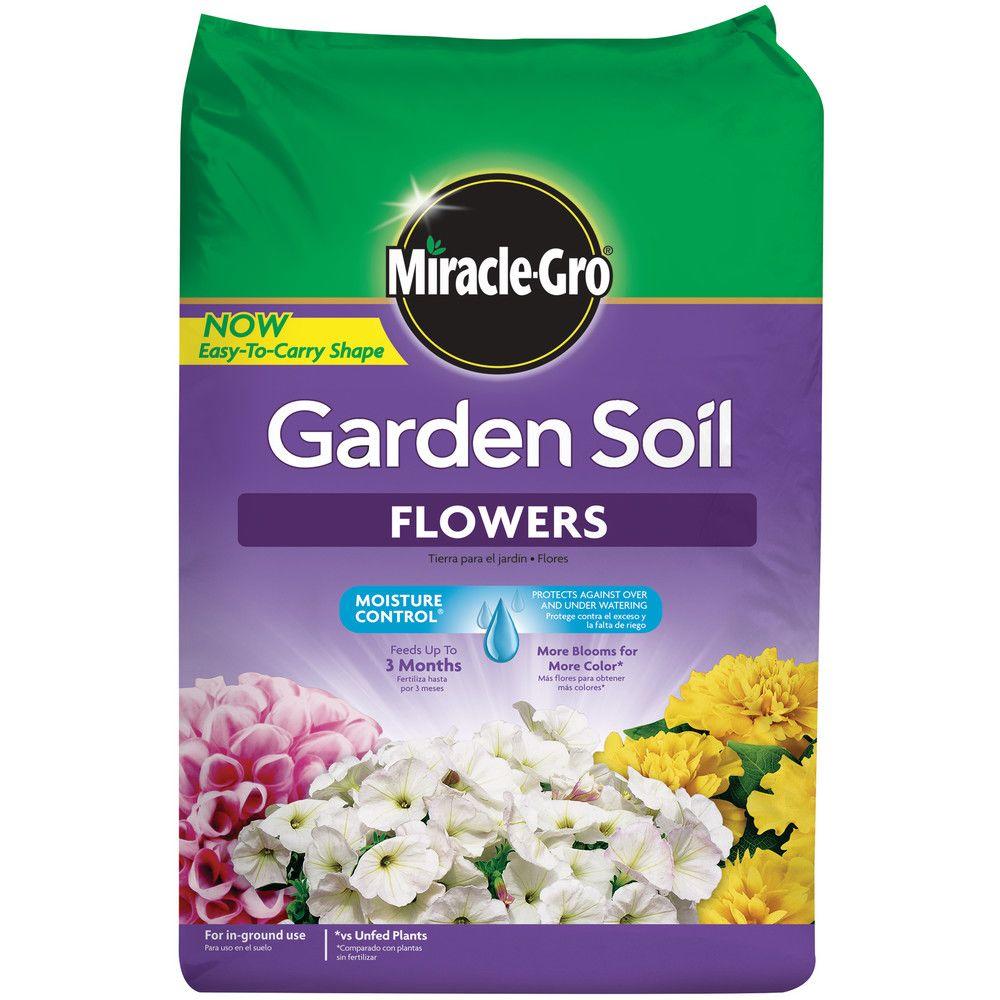 Miracle-Gro®
NOW
Easy-To-Carry Shape
Garden Soil
FLOWERS
Tierra para el jardín • Flores
MOISTURE
CONTROL®
PROTECTS AGAINST OVER
AND UNDER WATERING
Protege contra el exceso y
la falta de riego
Feeds Up To
3 Months
Fertiliza hasta
por 3 meses
More Blooms for
More Color*
Más flores para obtener
más colores*
For in-ground use
Para uso en el suelo
*vs Unfed Plants
*Comparado con plantas
sin fertilizar